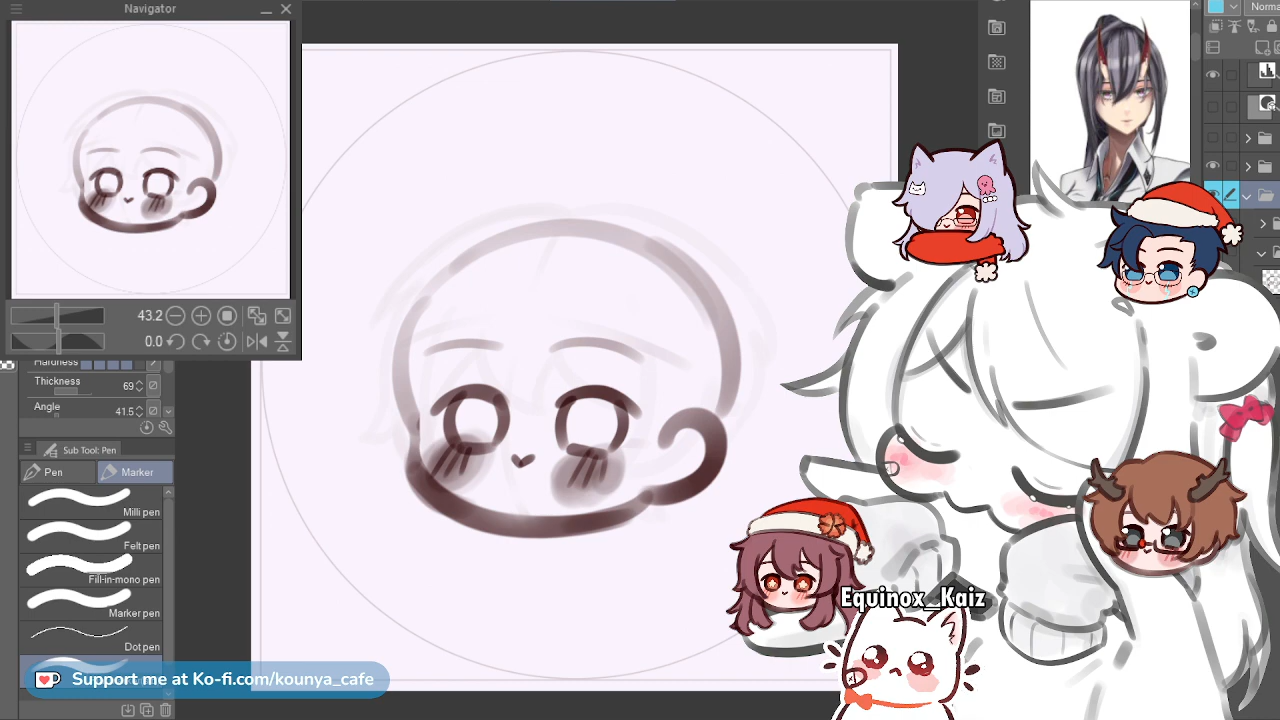 Navigator
43.2
0.0
Norma
Hardness
Thickness
69
Angle
41.5
Sub Tool: Pen
Pen
Marker
Milli pen
Felt pen
Fill-in-mono pen
Marker pen
Dot pen
Support me at Ko-fi.com/kounya_cafe
Equinox_Kaiz